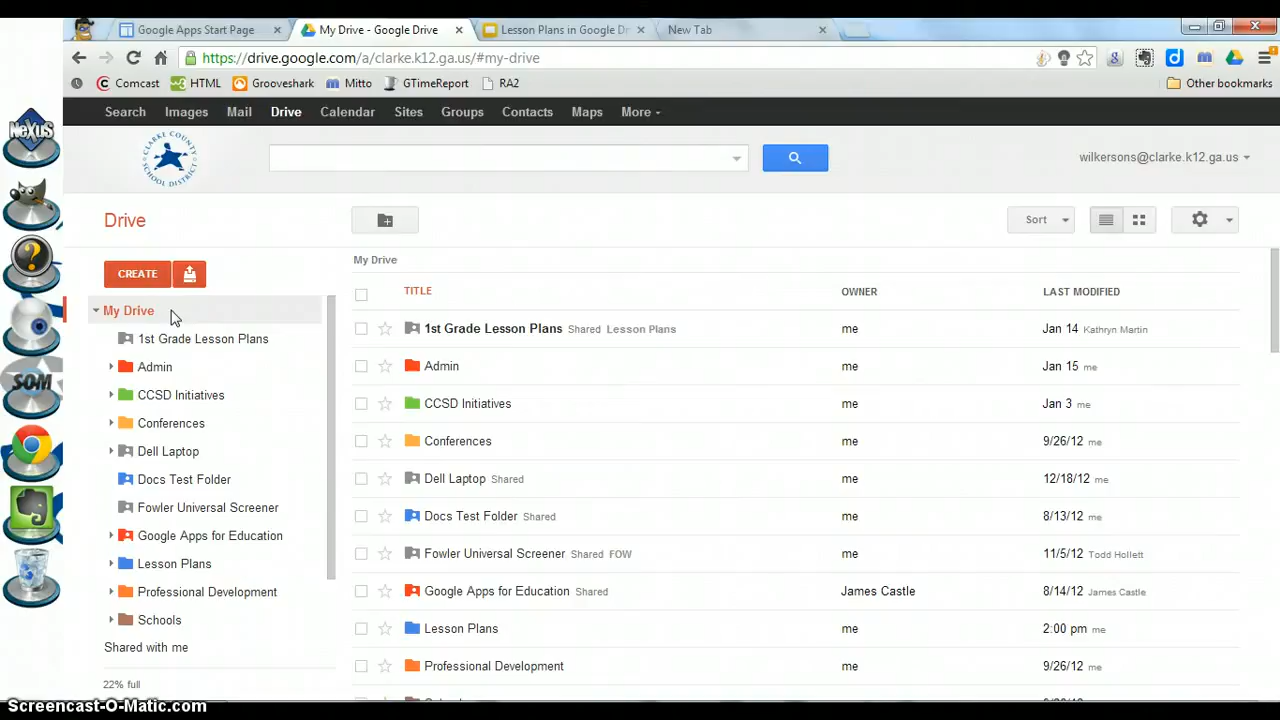 Google Apps Start Page
My Drive - Google Drive
Lesson Plans in Google Dr
New Tab
https://drive.google.com/a/clarke.k12.ga.us/#my-drive
Comcast HTML Grooveshark Mitto GTimeReport RA2 Other bookmarks
Search Images Mail Drive Calendar Sites Groups Contacts Maps More
CLARKE COUNTY SCHOOL DISTRICT
wilkersons@clarke.k12.ga.us
Drive
Sort
CREATE
My Drive
1st Grade Lesson Plans
Admin
CCSD Initiatives
Conferences
Dell Laptop
Docs Test Folder
Fowler Universal Screener
Google Apps for Education
Lesson Plans
Professional Development
Schools
Shared with me
22% full
My Drive
TITLE OWNER LAST MODIFIED
1st Grade Lesson Plans Shared Lesson Plans me Jan 14 Kathryn Martin
Admin me Jan 15 me
CCSD Initiatives me Jan 3 me
Conferences me 9/26/12 me
Dell Laptop Shared me 12/18/12 me
Docs Test Folder Shared me 8/13/12 me
Fowler Universal Screener Shared FOW me 11/5/12 Todd Hollett
Google Apps for Education Shared James Castle 8/14/12 James Castle
Lesson Plans me 2:00 pm me
Professional Development me 9/26/12 me
NeXuS
SOM
Screencast-O-Matic.com